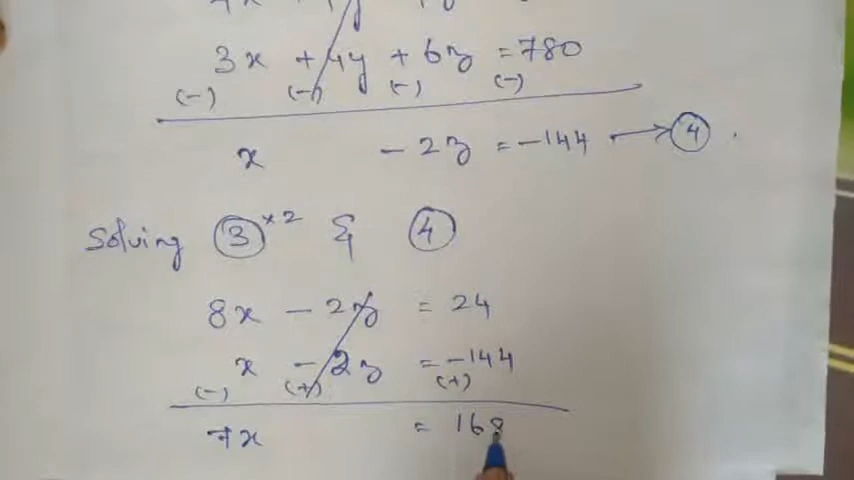 3x + 4y + 6z = 780
(-) (-) (-) (-)
x - 2z = -144 → 4 .
Solving 3 ×2 & 4
8x - 2z = 24
x - 2z = -144
(-) (+) (+)
7x = 168